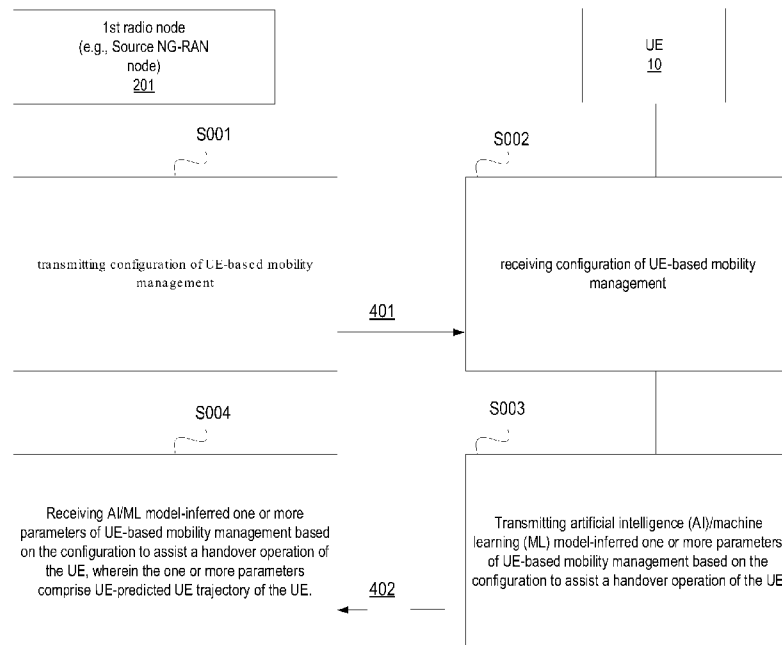 1st radio node
(e.g., Source NG-RAN
node)
201
UE
10
S001
S002
transmitting configuration of UE-based mobility
management
receiving configuration of UE-based mobility
management
401
S004
S003
Receiving AI/ML model-inferred one or more
parameters of UE-based mobility management based
on the configuration to assist a handover operation of
the UE, wherein the one or more parameters
comprise UE-predicted UE trajectory of the UE.
Transmitting artificial intelligence (AI)/machine
learning (ML) model-inferred one or more parameters
of UE-based mobility management based on the
configuration to assist a handover operation of the UE
402